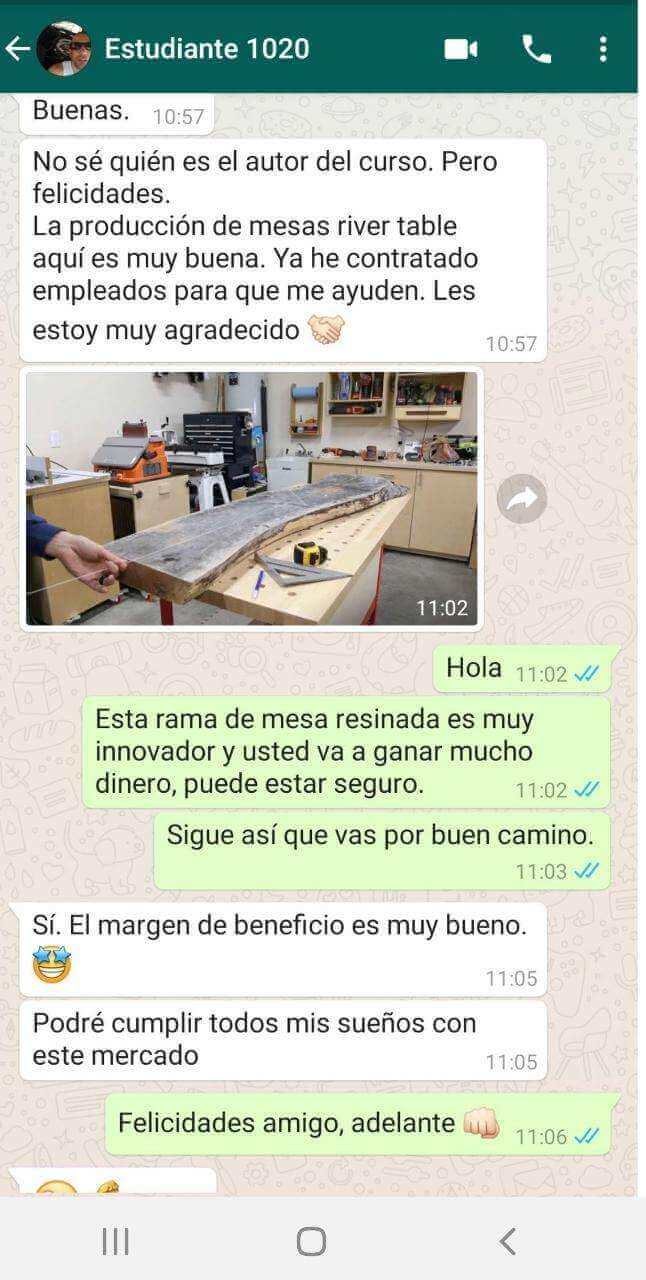 Estudiante 1020
Buenas. 10:57
No sé quién es el autor del curso. Pero
felicidades.
La producción de mesas river table
aquí es muy buena. Ya he contratado
empleados para que me ayuden. Les
estoy muy agradecido 🤝
10:57
11:02
Hola 11:02
Esta rama de mesa resinada es muy
innovador y usted va a ganar mucho
dinero, puede estar seguro.
11:02
Sigue así que vas por buen camino.
11:03
Sí. El margen de beneficio es muy bueno.
🤩
11:05
Podré cumplir todos mis sueños con
este mercado
11:05
Felicidades amigo, adelante 👊 11:06